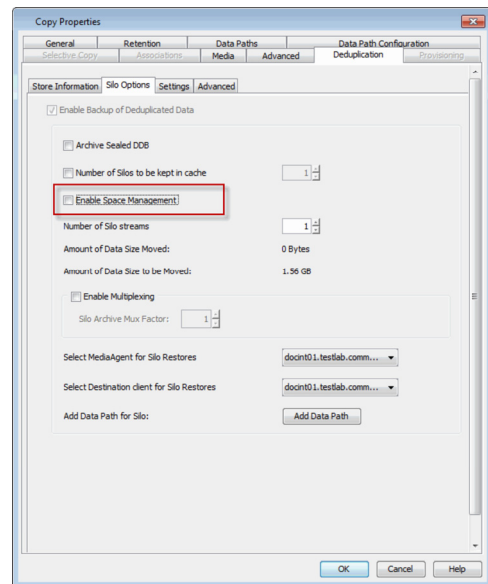 Copy Properties
General Retention Data Paths Data Path Configuration
Selective Copy Associations Media Advanced Deduplication Provisioning
Store Information Silo Options Settings Advanced
Enable Backup of Deduplicated Data
Archive Sealed DDB
Number of Silos to be kept in cache 1
Enable Space Management
Number of Silo streams 1
Amount of Data Size Moved: 0 Bytes
Amount of Data Size to be Moved: 1.56 GB
Enable Multiplexing
Silo Archive Mux Factor: 1
Select MediaAgent for Silo Restores docint01.testlab.comm...
Select Destination client for Silo Restores docint01.testlab.comm...
Add Data Path for Silo: Add Data Path
OK Cancel Help